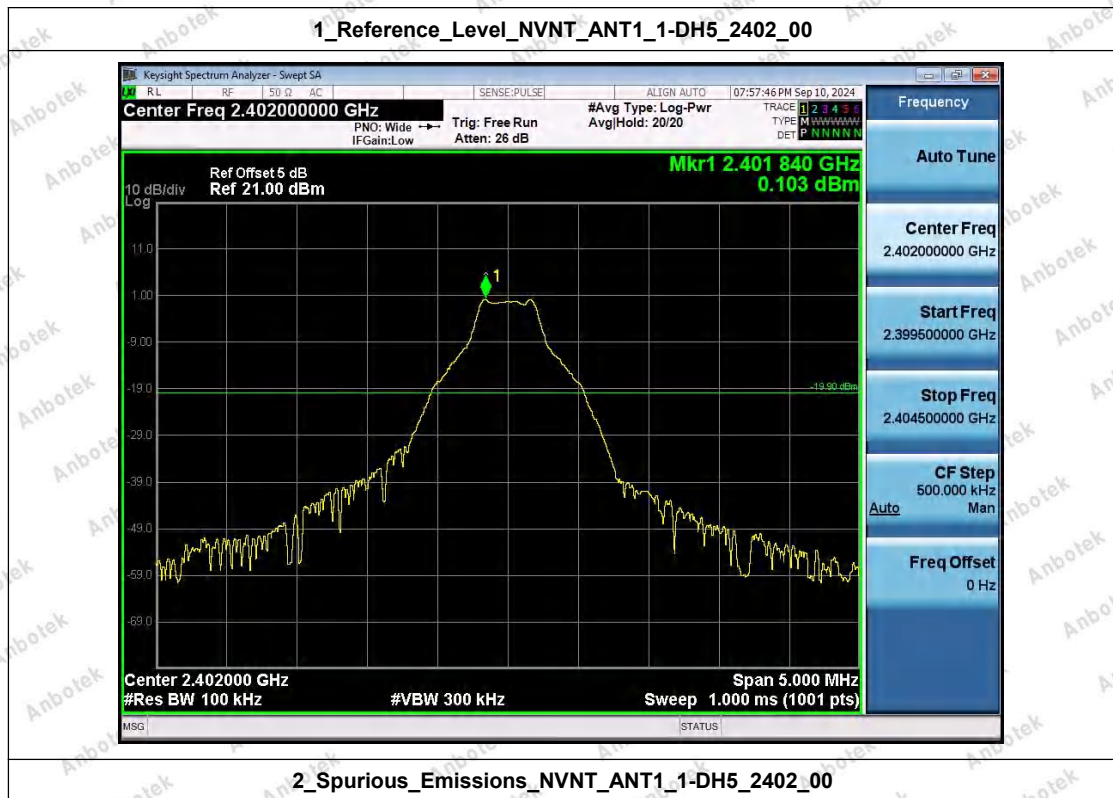 1_Reference_Level_NVNT_ANT1_1-DH5_2402_00
Keysight Spectrum Analyzer - Swept SA
LXI RL RF 50 Ω AC SENSE:PULSE ALIGN AUTO 07:57:46 PM Sep 10, 2024
Center Freq 2.402000000 GHz
PNO: Wide
IFGain:Low
Trig: Free Run
Atten: 26 dB
#Avg Type: Log-Pwr
Avg|Hold: 20/20
TRACE 1 2 3 4 5 6
TYPE M WWWWW
DET P N N N N N
Mkr1 2.401 840 GHz
0.103 dBm
Ref Offset 5 dB
10 dB/div Ref 21.00 dBm
Log
11.0
1.00
-9.00
-19.0
-29.0
-39.0
-49.0
-59.0
-69.0
1
-19.90 dBm
Center 2.402000 GHz Span 5.000 MHz
#Res BW 100 kHz #VBW 300 kHz Sweep 1.000 ms (1001 pts)
MSG STATUS
Frequency
Auto Tune
Center Freq
2.402000000 GHz
Start Freq
2.399500000 GHz
Stop Freq
2.404500000 GHz
CF Step
500.000 kHz
Auto Man
Freq Offset
0 Hz
2_Spurious_Emissions_NVNT_ANT1_1-DH5_2402_00
Anbotek